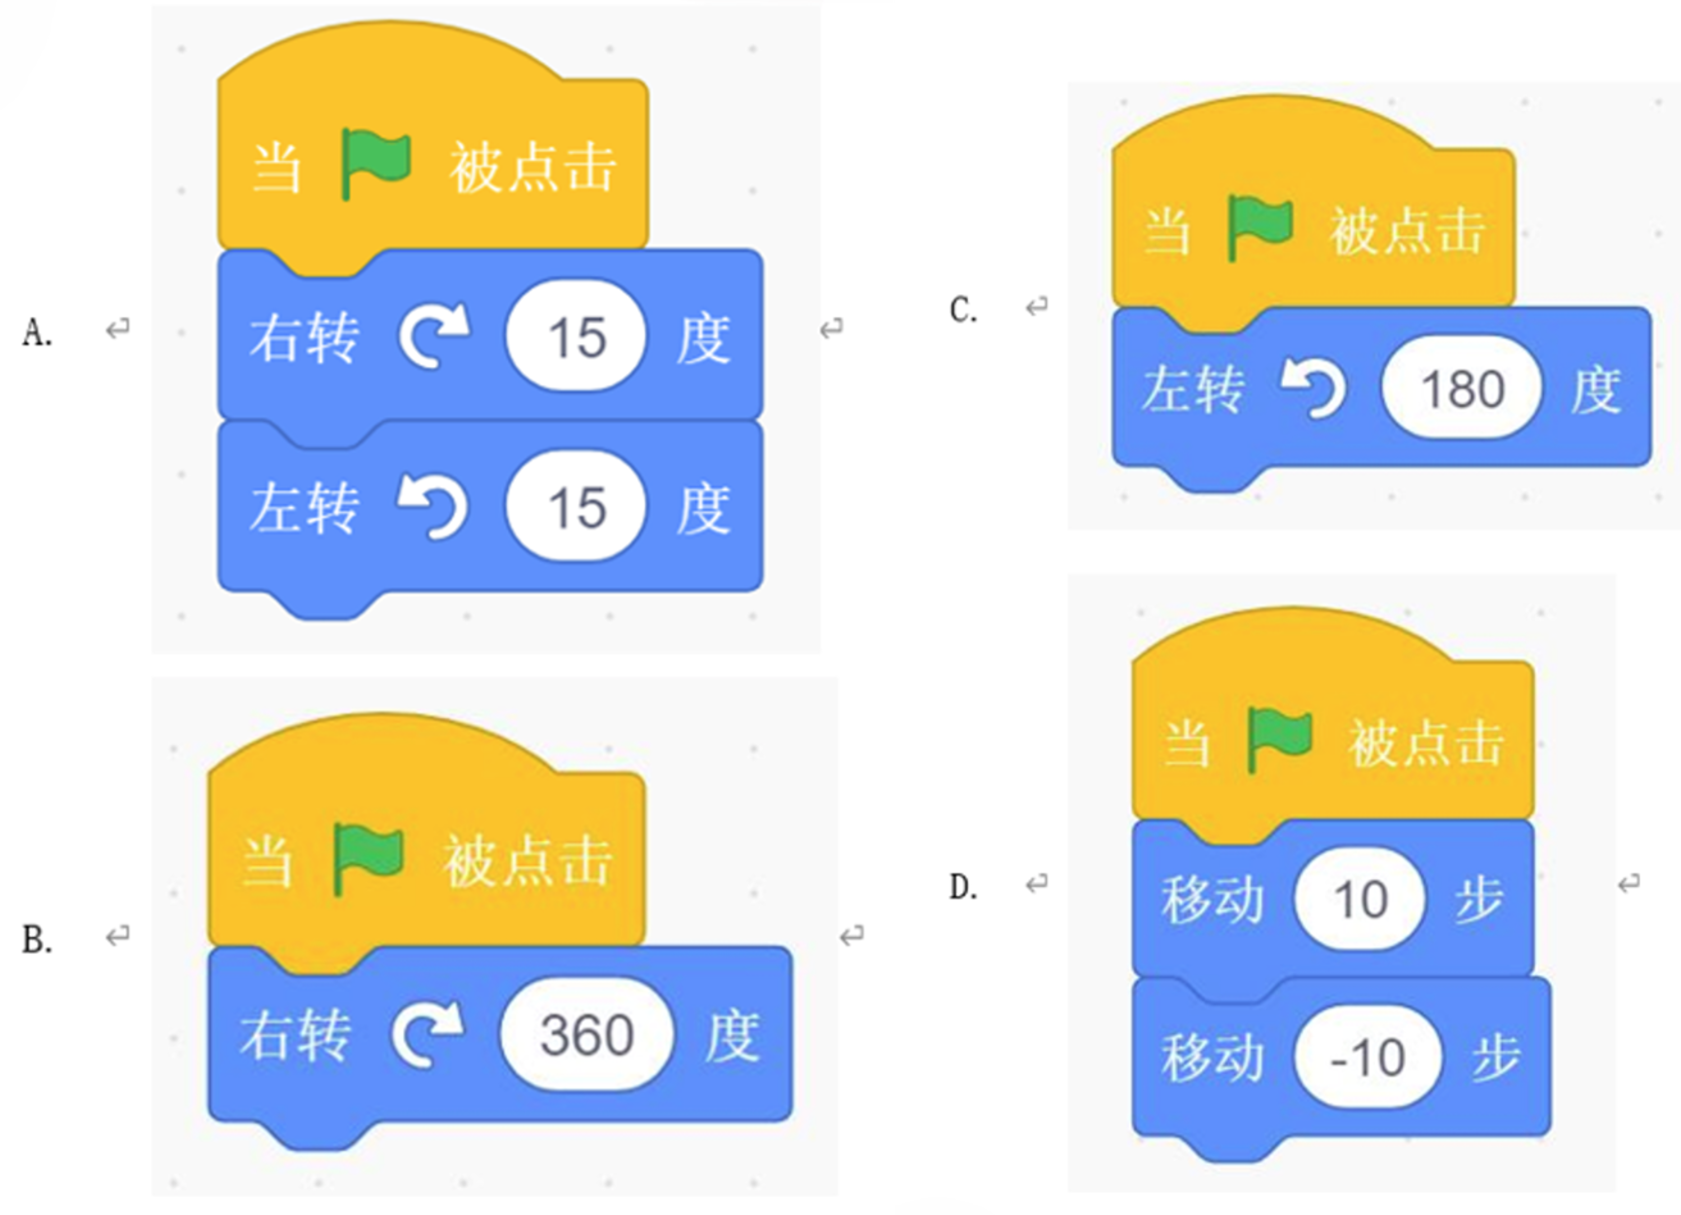 A.
当 被点击
右转 15 度
左转 15 度
B.
当 被点击
右转 360 度
C.
当 被点击
左转 180 度
D.
当 被点击
移动 10 步
移动 -10 步